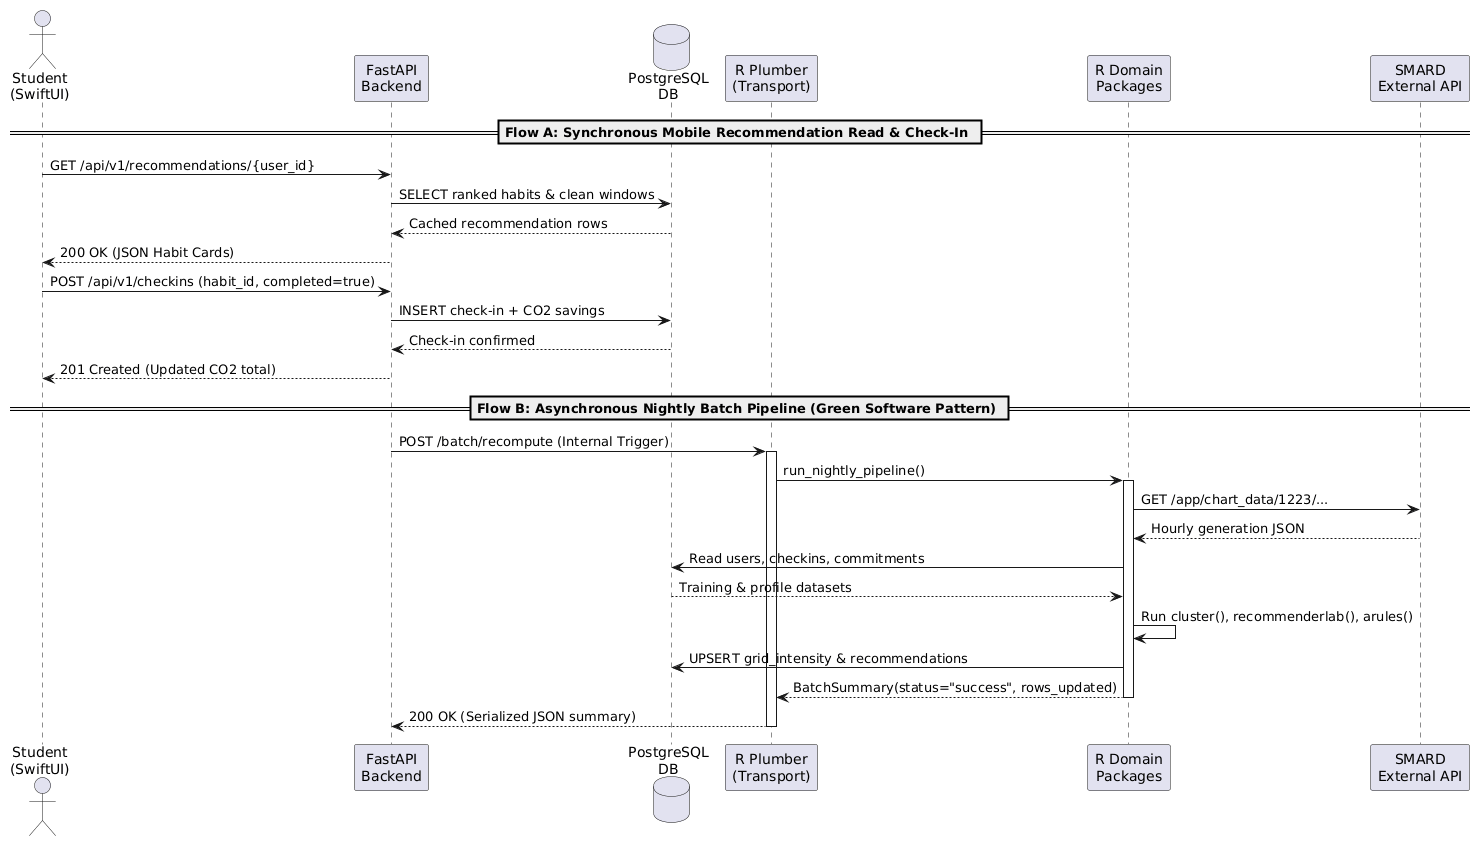 Student
(SwiftUI)
FastAPI
Backend
PostgreSQL
DB
R Plumber
(Transport)
R Domain
Packages
SMARD
External API
Flow A: Synchronous Mobile Recommendation Read & Check-In
GET /api/v1/recommendations/{user_id}
SELECT ranked habits & clean windows
Cached recommendation rows
200 OK (JSON Habit Cards)
POST /api/v1/checkins (habit_id, completed=true)
INSERT check-in + CO2 savings
Check-in confirmed
201 Created (Updated CO2 total)
Flow B: Asynchronous Nightly Batch Pipeline (Green Software Pattern)
POST /batch/recompute (Internal Trigger)
run_nightly_pipeline()
GET /app/chart_data/1223/...
Hourly generation JSON
Read users, checkins, commitments
Training & profile datasets
Run cluster(), recommenderlab(), arules()
UPSERT grid_intensity & recommendations
BatchSummary(status="success", rows_updated)
200 OK (Serialized JSON summary)
Student
(SwiftUI)
FastAPI
Backend
PostgreSQL
DB
R Plumber
(Transport)
R Domain
Packages
SMARD
External API